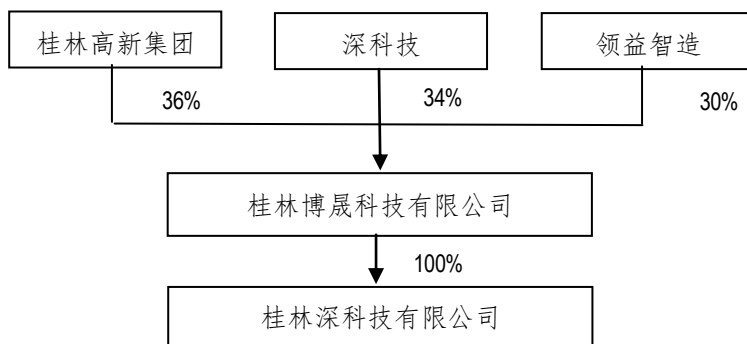 桂林高新集团
深科技
领益智造
36%
34%
30%
桂林博晟科技有限公司
100%
桂林深科技有限公司